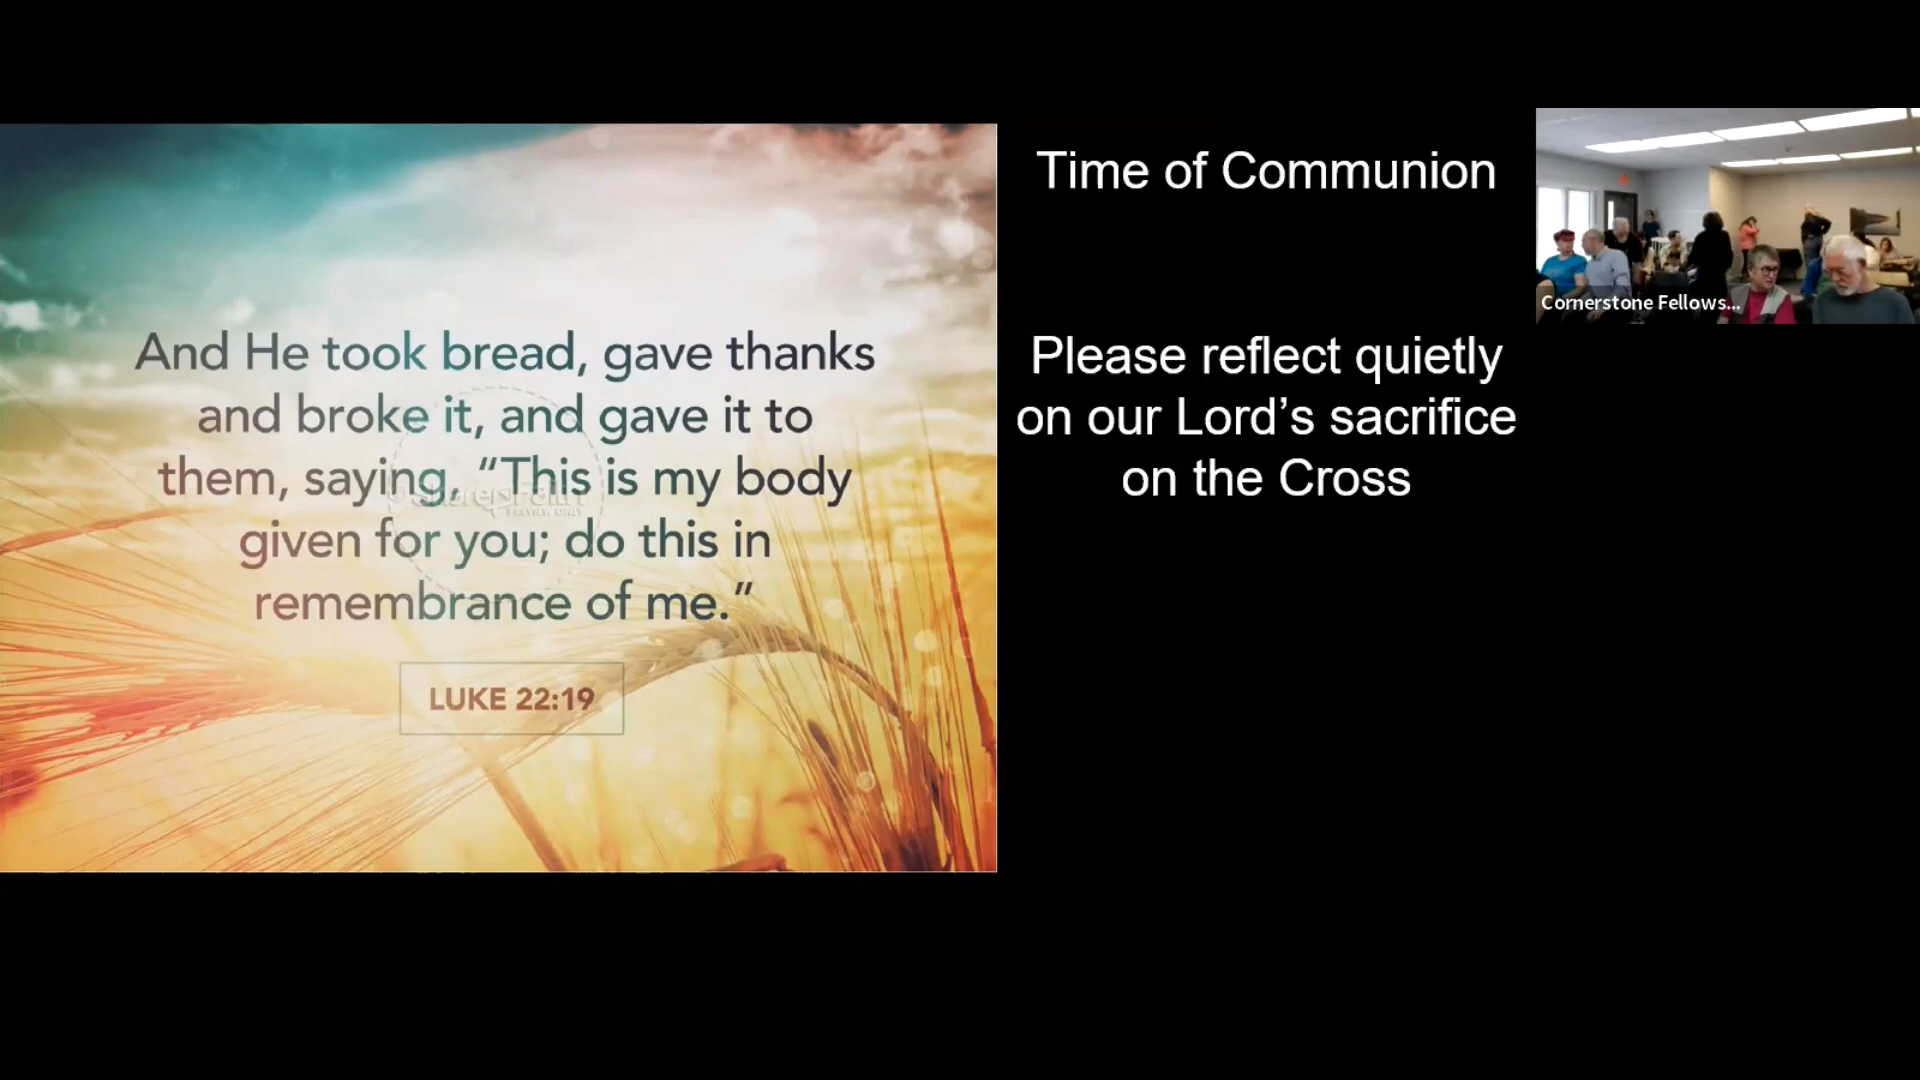 And He took bread, gave thanks
and broke it, and gave it to
them, saying, “This is my body
given for you; do this in
remembrance of me.”
LUKE 22:19
Time of Communion
Please reflect quietly
on our Lord’s sacrifice
on the Cross
Cornerstone Fellows...
PREVIEW ONLY